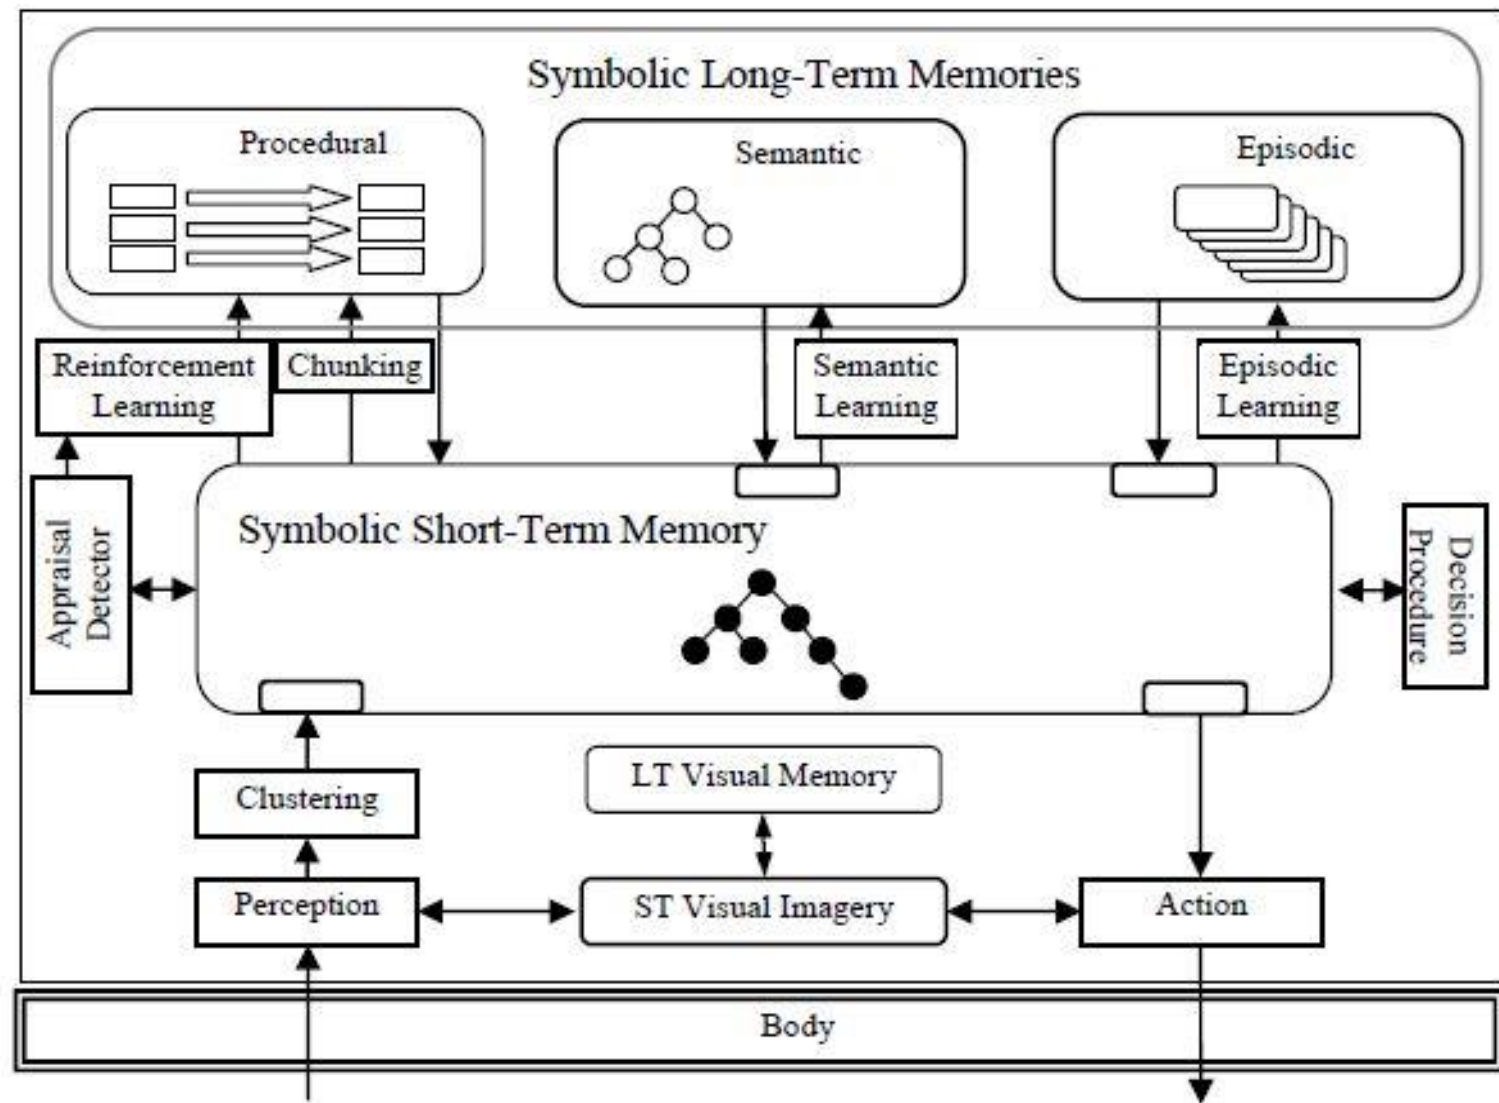 Symbolic Long-Term Memories
Procedural
Semantic
Episodic
Reinforcement
Learning
Chunking
Semantic
Learning
Episodic
Learning
Appraisal
Detector
Symbolic Short-Term Memory
Decision
Procedure
Clustering
LT Visual Memory
Perception
ST Visual Imagery
Action
Body